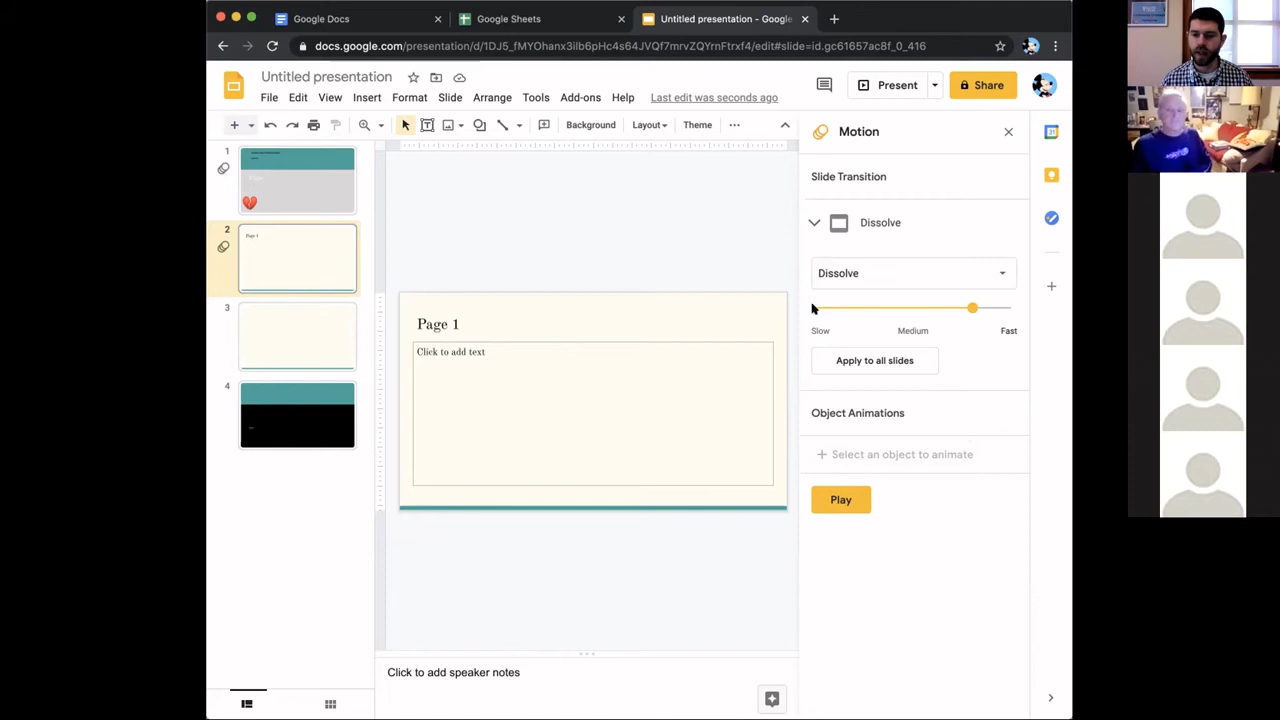 Google Docs
Google Sheets
Untitled presentation - Google
docs.google.com/presentation/d/1DJ5_fMYOhanx3ilb6pHc4s64JVQf7mrvZQYrnFtrxf4/edit#slide=id.gc61657ac8f_0_416
Untitled presentation
Present
Share
File Edit View Insert Format Slide Arrange Tools Add-ons Help Last edit was seconds ago
Background Layout Theme
Motion
31
Slide Transition
Dissolve
Dissolve
Slow Medium Fast
Apply to all slides
Object Animations
+ Select an object to animate
Play
1
2
Page 1
3
4
Page 1
Click to add text
Click to add speaker notes